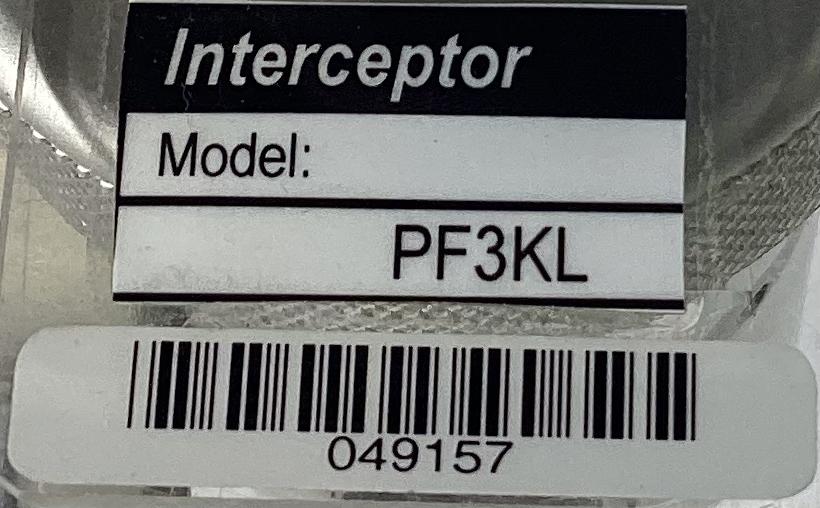 Interceptor
Model:
PF3KL
049157